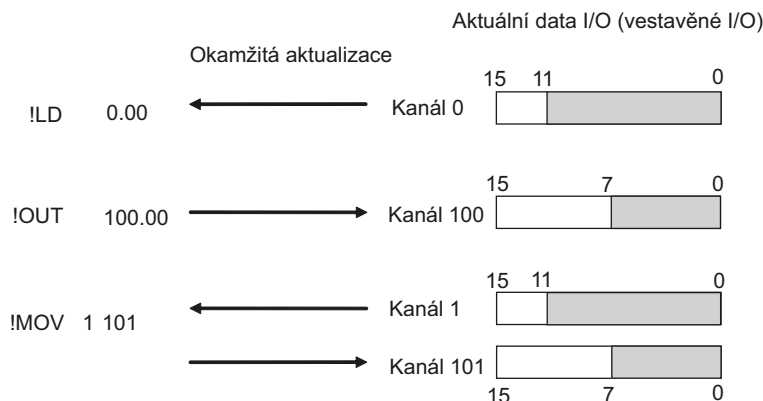 Aktuální data I/O (vestavěné I/O)
Okamžitá aktualizace
15 11 0
!LD 0.00 Kanál 0
15 7 0
!OUT 100.00 Kanál 100
15 11 0
!MOV 1 101 Kanál 1
Kanál 101
15 7 0